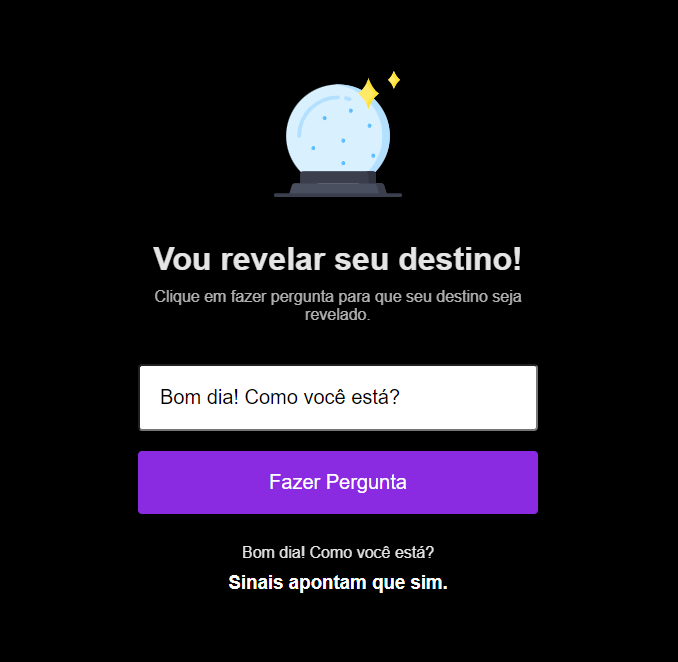 Vou revelar seu destino!
Clique em fazer pergunta para que seu destino seja
revelado.
Bom dia! Como você está?
Fazer Pergunta
Bom dia! Como você está?
Sinais apontam que sim.